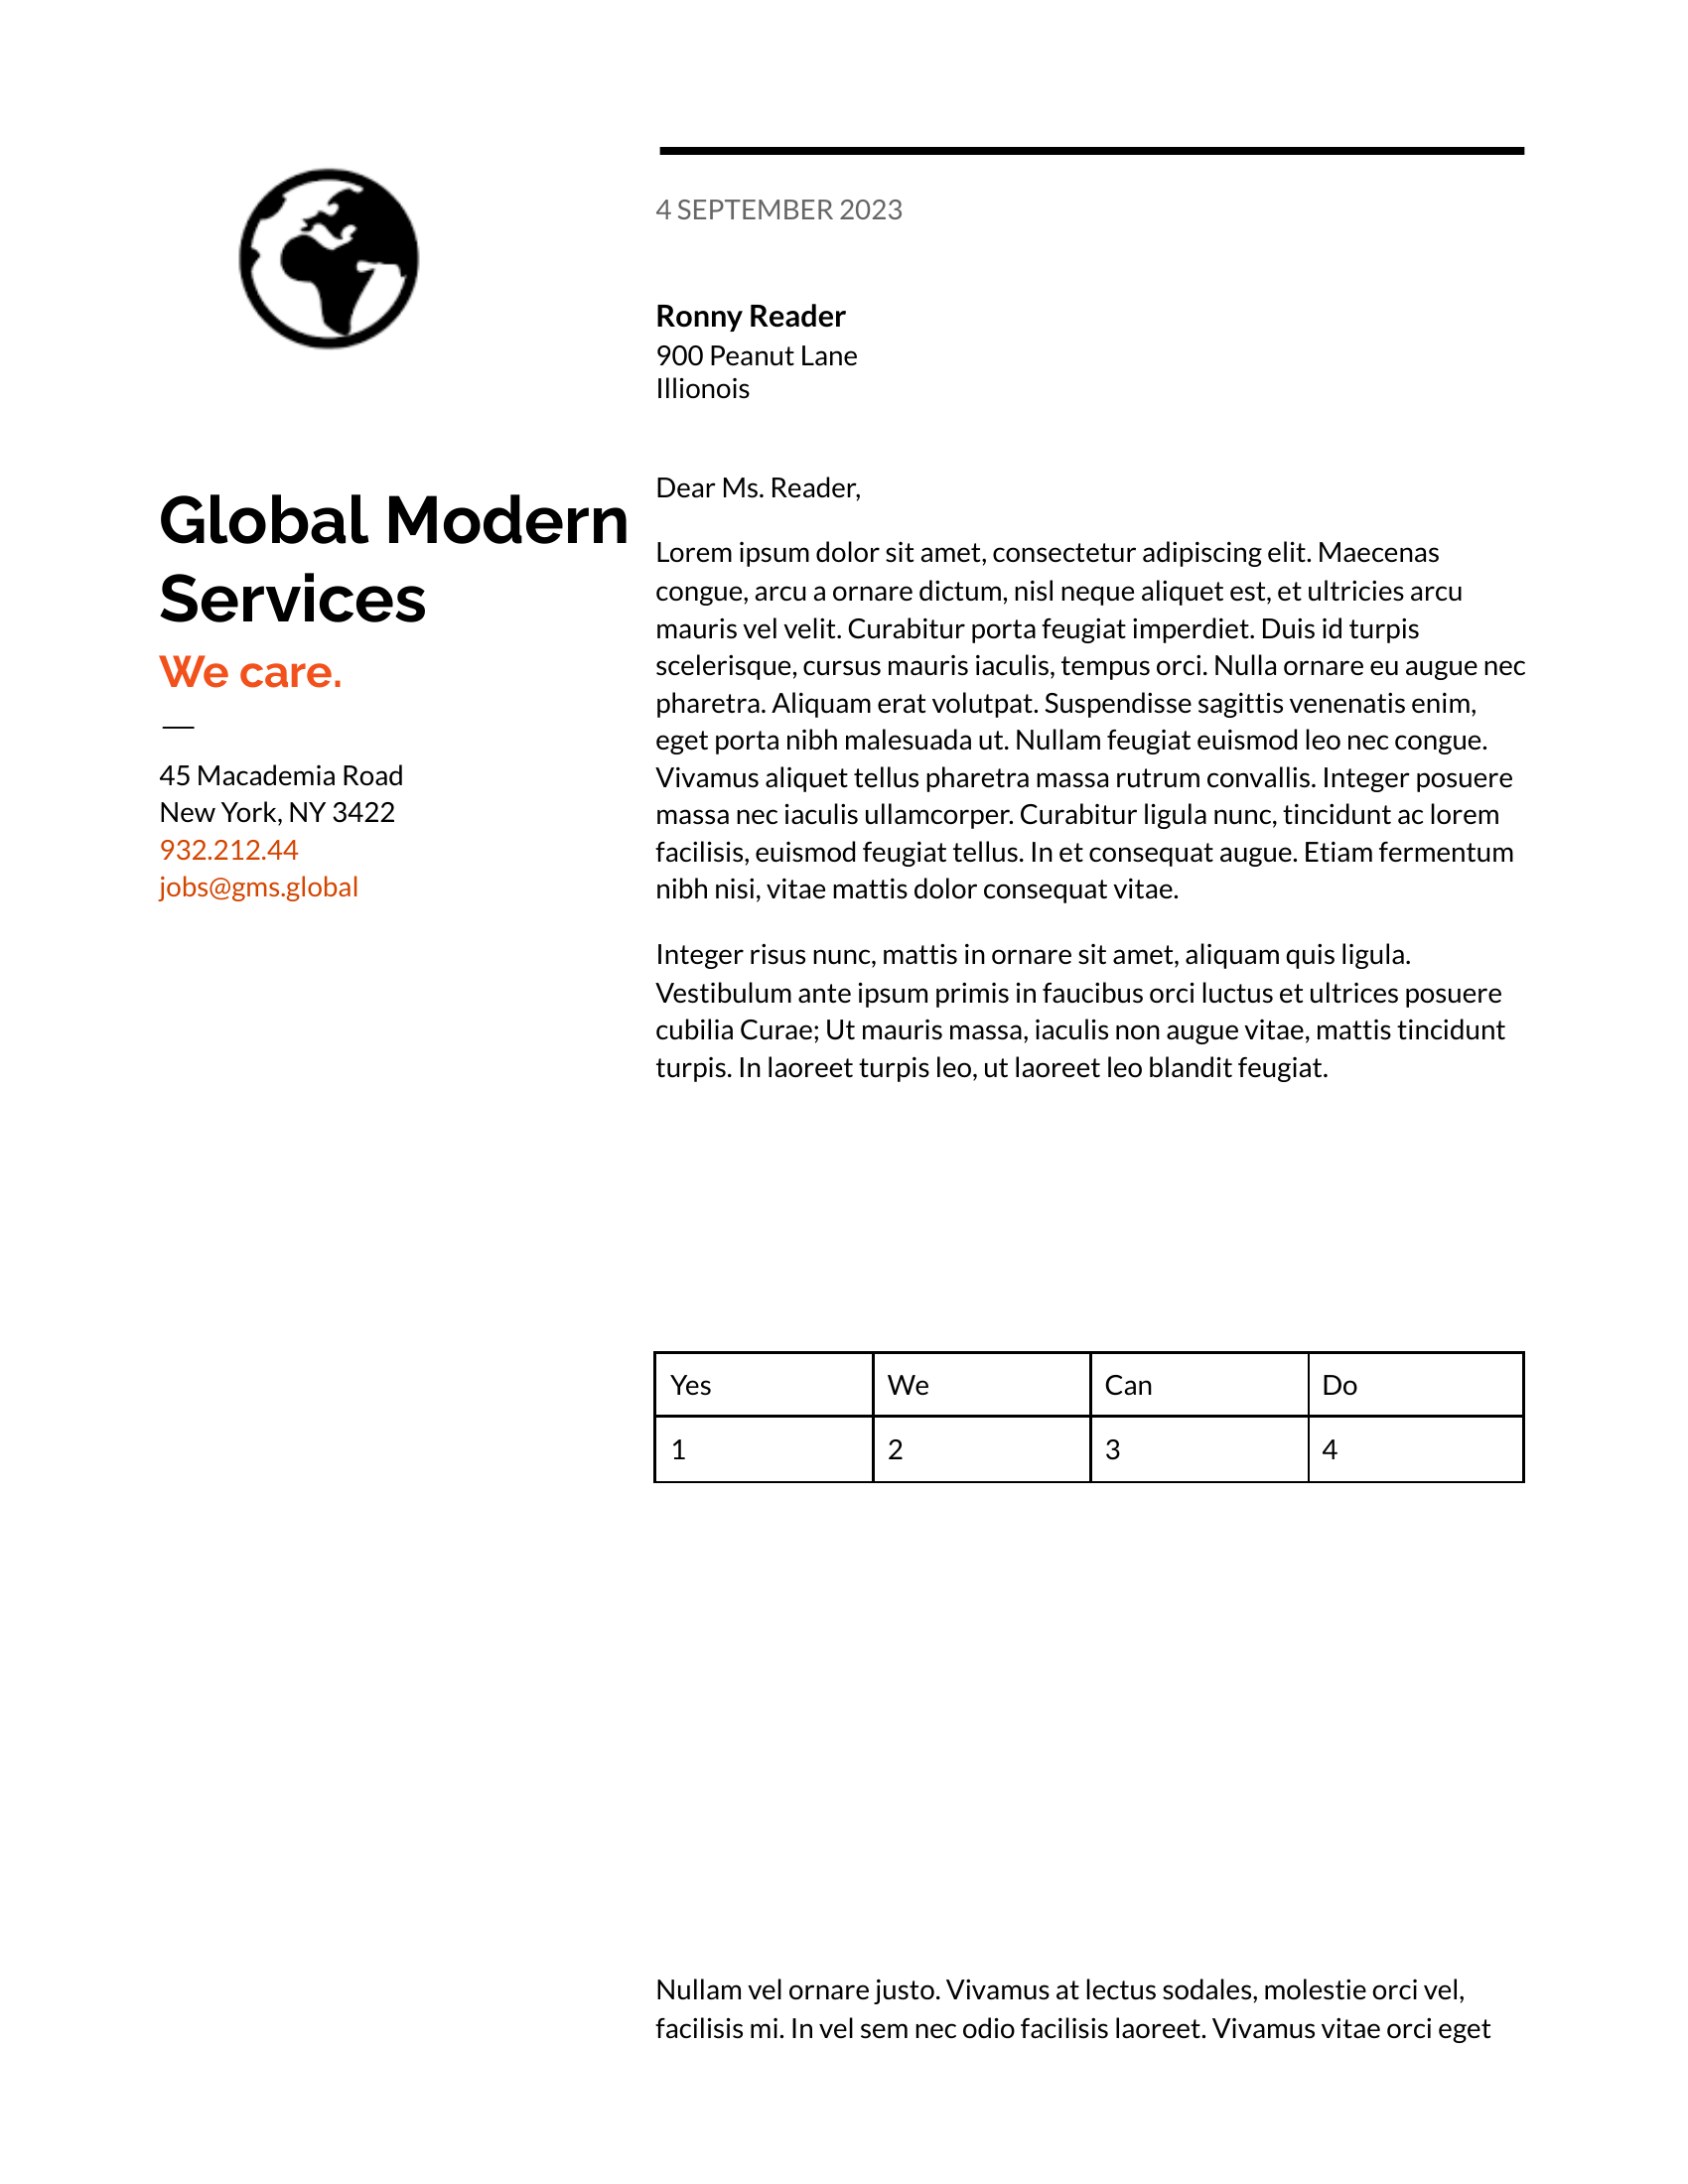 Global Modern
Services
We care.
45 Macademia Road
New York, NY 3422
932.212.44
jobs@gms.global
4 SEPTEMBER 2023
Ronny Reader
900 Peanut Lane
Illionois
Dear Ms. Reader,
Lorem ipsum dolor sit amet, consectetur adipiscing elit. Maecenas
congue, arcu a ornare dictum, nisl neque aliquet est, et ultricies arcu
mauris vel velit. Curabitur porta feugiat imperdiet. Duis id turpis
scelerisque, cursus mauris iaculis, tempus orci. Nulla ornare eu augue nec
pharetra. Aliquam erat volutpat. Suspendisse sagittis venenatis enim,
eget porta nibh malesuada ut. Nullam feugiat euismod leo nec congue.
Vivamus aliquet tellus pharetra massa rutrum convallis. Integer posuere
massa nec iaculis ullamcorper. Curabitur ligula nunc, tincidunt ac lorem
facilisis, euismod feugiat tellus. In et consequat augue. Etiam fermentum
nibh nisi, vitae mattis dolor consequat vitae.
Integer risus nunc, mattis in ornare sit amet, aliquam quis ligula.
Vestibulum ante ipsum primis in faucibus orci luctus et ultrices posuere
cubilia Curae; Ut mauris massa, iaculis non augue vitae, mattis tincidunt
turpis. In laoreet turpis leo, ut laoreet leo blandit feugiat.
Yes We Can Do
1 2 3 4
Nullam vel ornare justo. Vivamus at lectus sodales, molestie orci vel,
facilisis mi. In vel sem nec odio facilisis laoreet. Vivamus vitae orci eget